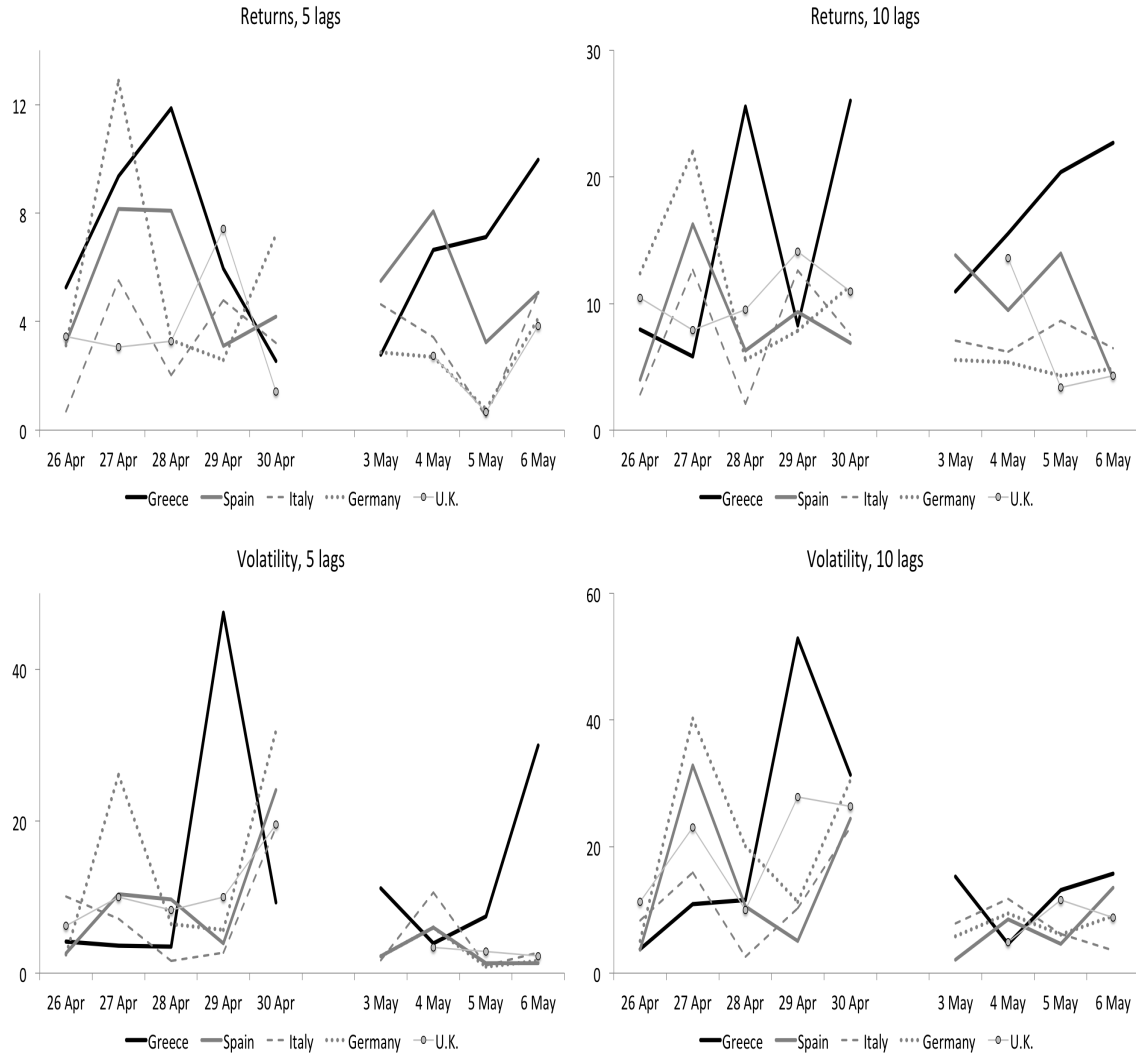 Returns, 5 lags
12
8
4
0
26 Apr 27 Apr 28 Apr 29 Apr 30 Apr 3 May 4 May 5 May 6 May
Greece Spain Italy Germany U.K.
Returns, 10 lags
30
20
10
0
26 Apr 27 Apr 28 Apr 29 Apr 30 Apr 3 May 4 May 5 May 6 May
Greece Spain Italy Germany U.K.
Volatility, 5 lags
40
20
0
26 Apr 27 Apr 28 Apr 29 Apr 30 Apr 3 May 4 May 5 May 6 May
Greece Spain Italy Germany U.K.
Volatility, 10 lags
60
40
20
0
26 Apr 27 Apr 28 Apr 29 Apr 30 Apr 3 May 4 May 5 May 6 May
Greece Spain Italy Germany U.K.